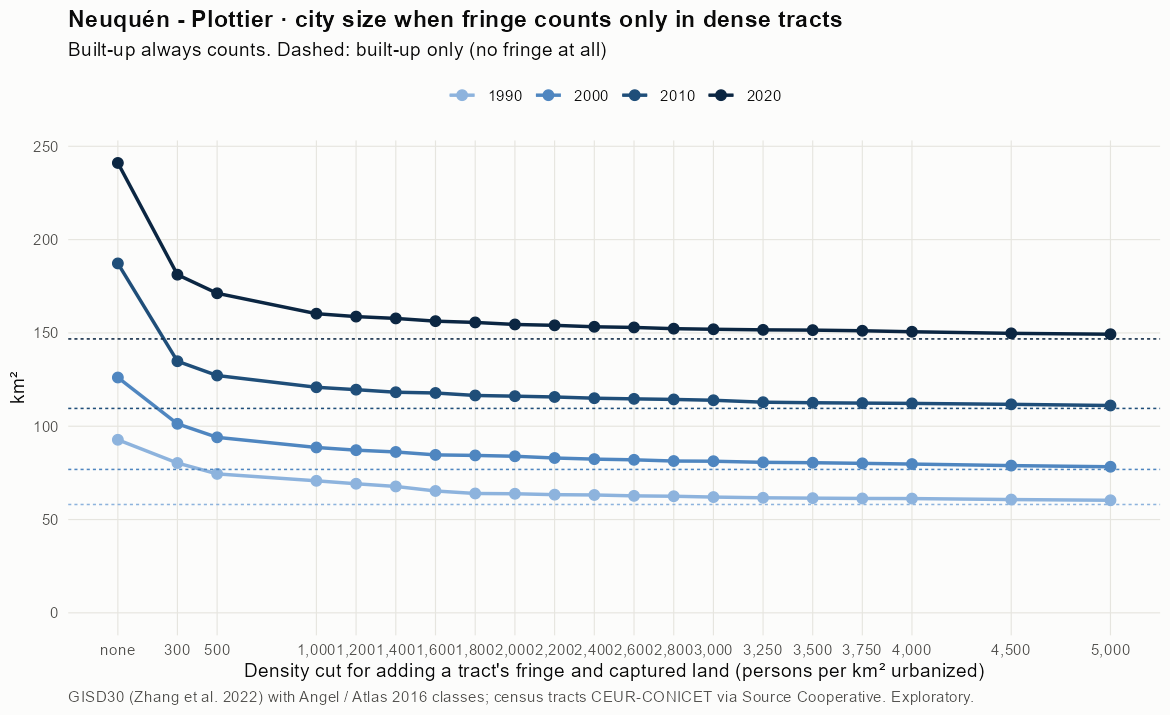 Neuquén - Plottier · city size when fringe counts only in dense tracts
Built-up always counts. Dashed: built-up only (no fringe at all)
1990 2000 2010 2020
250
200
150
100
50
0
km²
none 300 500 1,000 1,200 1,400 1,600 1,800 2,000 2,200 2,400 2,600 2,800 3,000 3,250 3,500 3,750 4,000 4,500 5,000
Density cut for adding a tract's fringe and captured land (persons per km² urbanized)
GISD30 (Zhang et al. 2022) with Angel / Atlas 2016 classes; census tracts CEUR-CONICET via Source Cooperative. Exploratory.